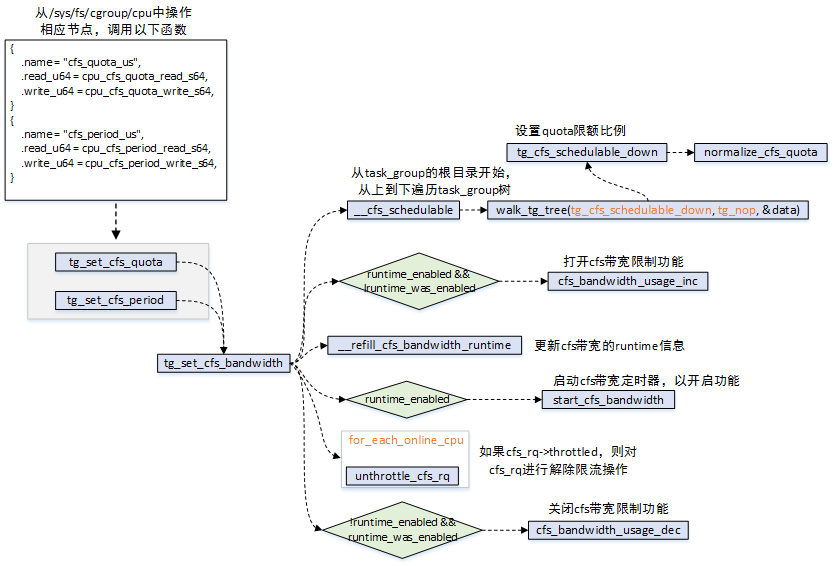 从/sys/fs/cgroup/cpu中操作
相应节点，调用以下函数
{
.name = "cfs_quota_us",
.read_u64 = cpu_cfs_quota_read_s64,
.write_u64 = cpu_cfs_quota_write_s64,
}
{
.name = "cfs_period_us",
.read_u64 = cpu_cfs_period_read_s64,
.write_u64 = cpu_cfs_period_write_s64,
}
tg_set_cfs_quota
tg_set_cfs_period
tg_set_cfs_bandwidth
设置quota限额比例
tg_cfs_schedulable_down
normalize_cfs_quota
从task_group的根目录开始，
从上到下遍历task_group树
__cfs_schedulable
walk_tg_tree(tg_cfs_schedulable_down, tg_nop, &data)
runtime_enabled &&
!runtime_was_enabled
打开cfs带宽限制功能
cfs_bandwidth_usage_inc
__refill_cfs_bandwidth_runtime
更新cfs带宽的runtime信息
runtime_enabled
启动cfs带宽定时器，以开启功能
start_cfs_bandwidth
for_each_online_cpu
unthrottle_cfs_rq
如果cfs_rq->throttled，则对
cfs_rq进行解除限流操作
!runtime_enabled &&
runtime_was_enabled
关闭cfs带宽限制功能
cfs_bandwidth_usage_dec